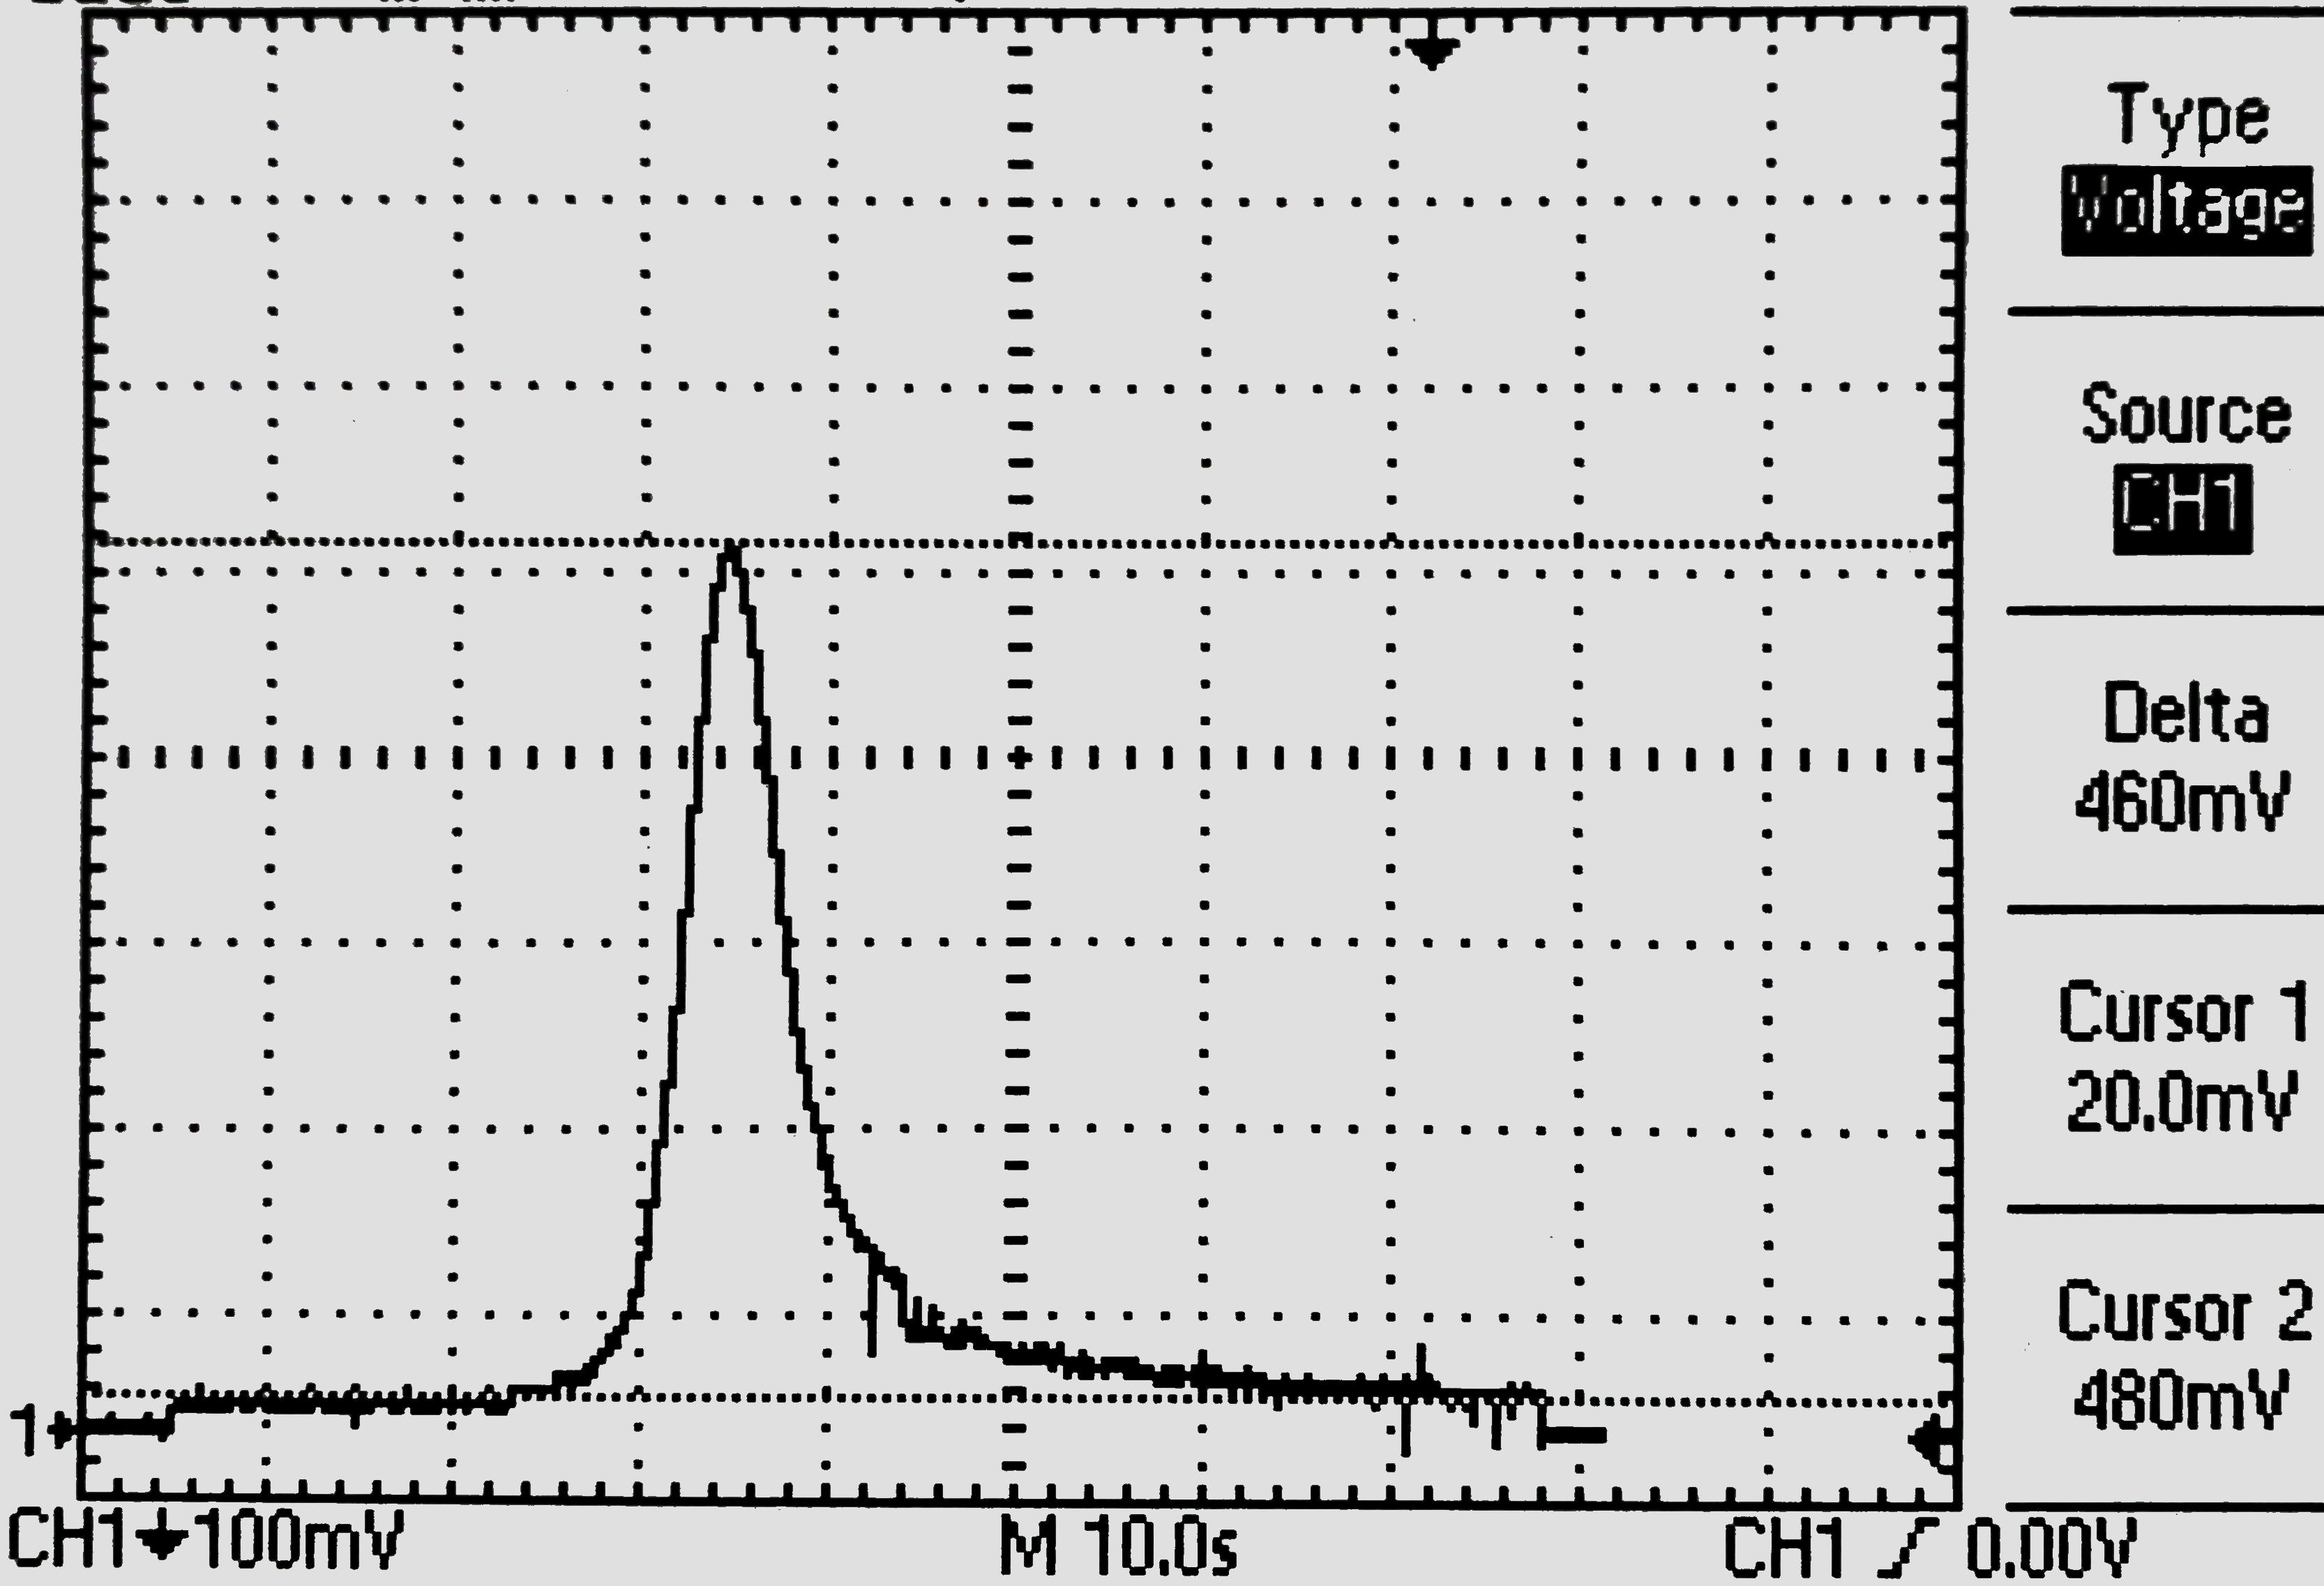 Type
Voltage
Source
CH1
Delta
460mV
Cursor 1
20.0mV
Cursor 2
480mV
1
CH1 100mV
M 10.0s
CH1 0.00V